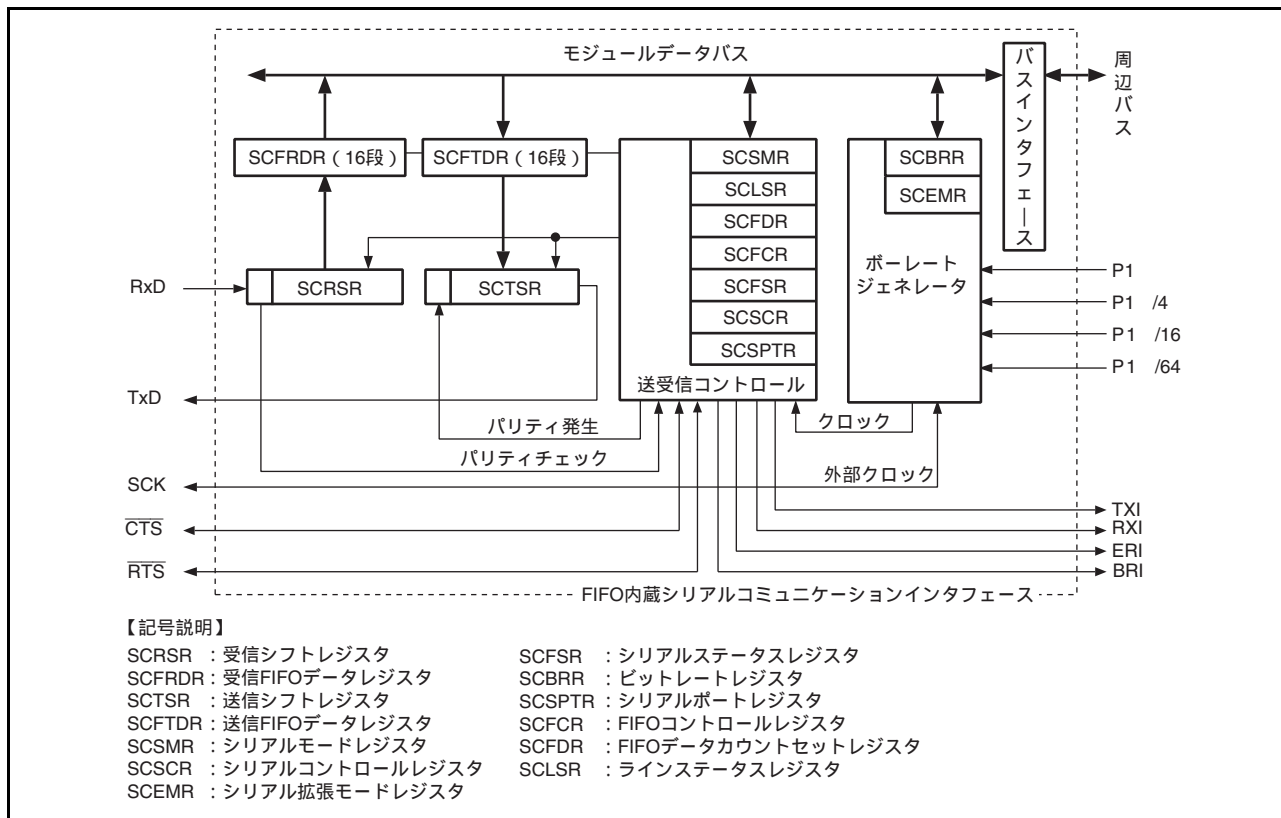 モジュールデータバス
バスインタフェース
周辺バス
SCFRDR（16段）
SCFTDR（16段）
SCSMR
SCLSR
SCFDR
SCFCR
SCFSR
SCSCR
SCSPTR
送受信コントロール
SCBRR
SCEMR
ボーレート
ジェネレータ
RxD
SCRSR
SCTSR
P1
P1 /4
P1 /16
P1 /64
TxD
パリティ発生
パリティチェック
クロック
外部クロック
SCK
CTS
RTS
TXI
RXI
ERI
BRI
FIFO内蔵シリアルコミュニケーションインタフェース
【記号説明】
SCRSR ：受信シフトレジスタ
SCFRDR：受信FIFOデータレジスタ
SCTSR ：送信シフトレジスタ
SCFTDR：送信FIFOデータレジスタ
SCSMR ：シリアルモードレジスタ
SCSCR ：シリアルコントロールレジスタ
SCEMR ：シリアル拡張モードレジスタ
SCFSR ：シリアルステータスレジスタ
SCBRR ：ビットレートレジスタ
SCSPTR：シリアルポートレジスタ
SCFCR ：FIFOコントロールレジスタ
SCFDR ：FIFOデータカウントセットレジスタ
SCLSR ：ラインステータスレジスタ